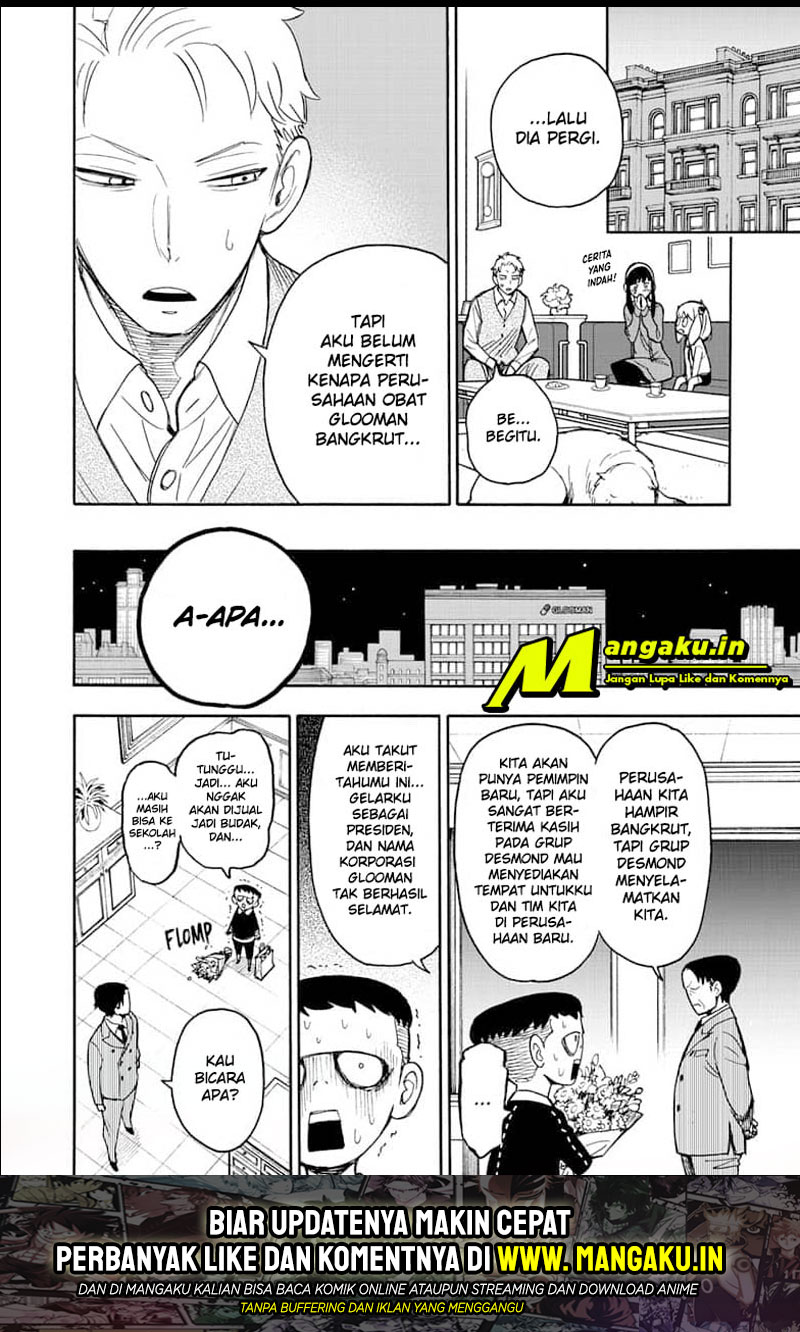 ...LALU
DIA PERGI.
CERITA
YANG
INDAH!
BE...
BEGITU.
TAPI
AKU BELUM
MENGERTI
KENAPA PERU-
SAHAAN OBAT
GLOOMAN
BANGKRUT...
GLOOMAN
A-APA...
Mangaku.in
Jangan Lupa Like dan Komennya
PERUSA-
HAAN KITA
HAMPIR
BANGKRUT,
TAPI GRUP
DESMOND
MENYELA-
MATKAN
KITA.
KITA AKAN
PUNYA PEMIMPIN
BARU, TAPI AKU
SANGAT BER-
TERIMA KASIH
PADA GRUP
DESMOND MAU
MENYEDIAKAN
TEMPAT UNTUKKU
DAN TIM KITA
DI PERUSA-
HAAN BARU.
...
AKU TAKUT
MEMBERI-
TAHUMU INI...
GELARKU
SEBAGAI
PRESIDEN,
DAN NAMA
KORPORASI
GLOOMAN
TAK BERHASIL
SELAMAT.
TU-
TUNGGU...
JADI... AKU
NGGAK
AKAN DIJUAL
JADI BUDAK,
DAN...
...AKU
MASIH
BISA KE
SEKOLAH
...?
FLOMP
KAU
BICARA
APA?
BIAR UPDATENYA MAKIN CEPAT
PERBANYAK LIKE DAN KOMENTNYA DI WWW. MANGAKU.IN
DAN DI MANGAKU KALIAN BISA BACA KOMIK ONLINE ATAUPUN STREAMING DAN DOWNLOAD ANIME
TANPA BUFFERING DAN IKLAN YANG MENGGANGU